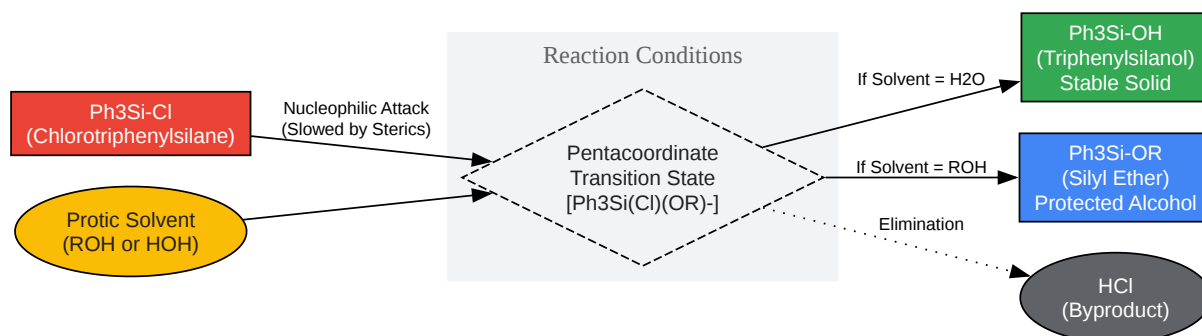 Reaction Conditions
Ph3Si-Cl
(Chlorotriphenylsilane)
Protic Solvent
(ROH or HOH)
Nucleophilic Attack
(Slowed by Sterics)
Pentacoordinate
Transition State
[Ph3Si(Cl)(OR)-]
If Solvent = H2O
If Solvent = ROH
Elimination
Ph3Si-OH
(Triphenylsilanol)
Stable Solid
Ph3Si-OR
(Silyl Ether)
Protected Alcohol
HCl
(Byproduct)